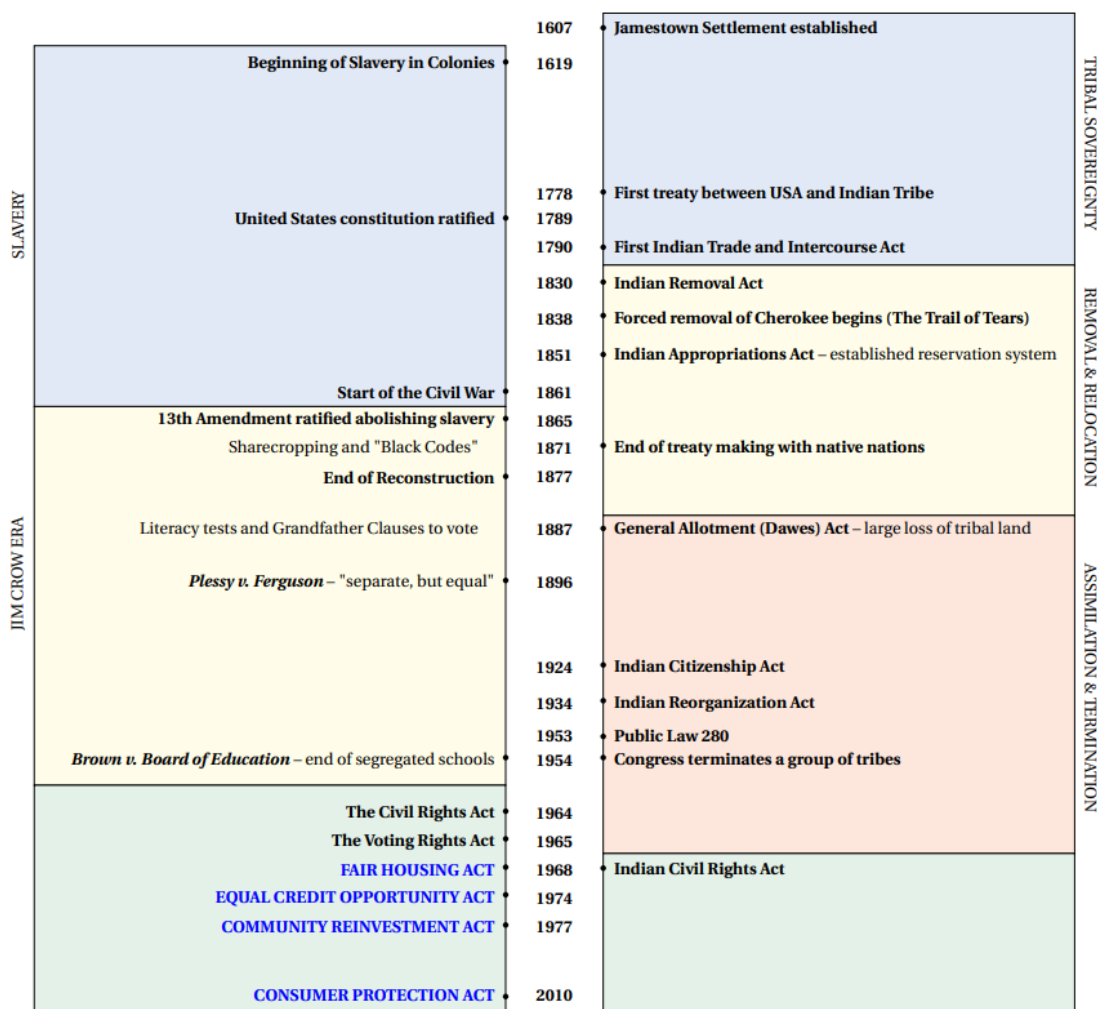 1607 Jamestown Settlement established
Beginning of Slavery in Colonies 1619
1778 First treaty between USA and Indian Tribe
United States constitution ratified 1789
1790 First Indian Trade and Intercourse Act
1830 Indian Removal Act
1838 Forced removal of Cherokee begins (The Trail of Tears)
1851 Indian Appropriations Act – established reservation system
Start of the Civil War 1861
13th Amendment ratified abolishing slavery 1865
Sharecropping and "Black Codes" 1871 End of treaty making with native nations
End of Reconstruction 1877
Literacy tests and Grandfather Clauses to vote 1887 General Allotment (Dawes) Act – large loss of tribal land
Plessy v. Ferguson – "separate, but equal" 1896
1924 Indian Citizenship Act
1934 Indian Reorganization Act
1953 Public Law 280
Brown v. Board of Education – end of segregated schools 1954 Congress terminates a group of tribes
The Civil Rights Act 1964
The Voting Rights Act 1965
FAIR HOUSING ACT 1968 Indian Civil Rights Act
EQUAL CREDIT OPPORTUNITY ACT 1974
COMMUNITY REINVESTMENT ACT 1977
CONSUMER PROTECTION ACT 2010
SLAVERY
JIM CROW ERA
TRIBAL SOVEREIGNTY
REMOVAL & RELOCATION
ASSIMILATION & TERMINATION